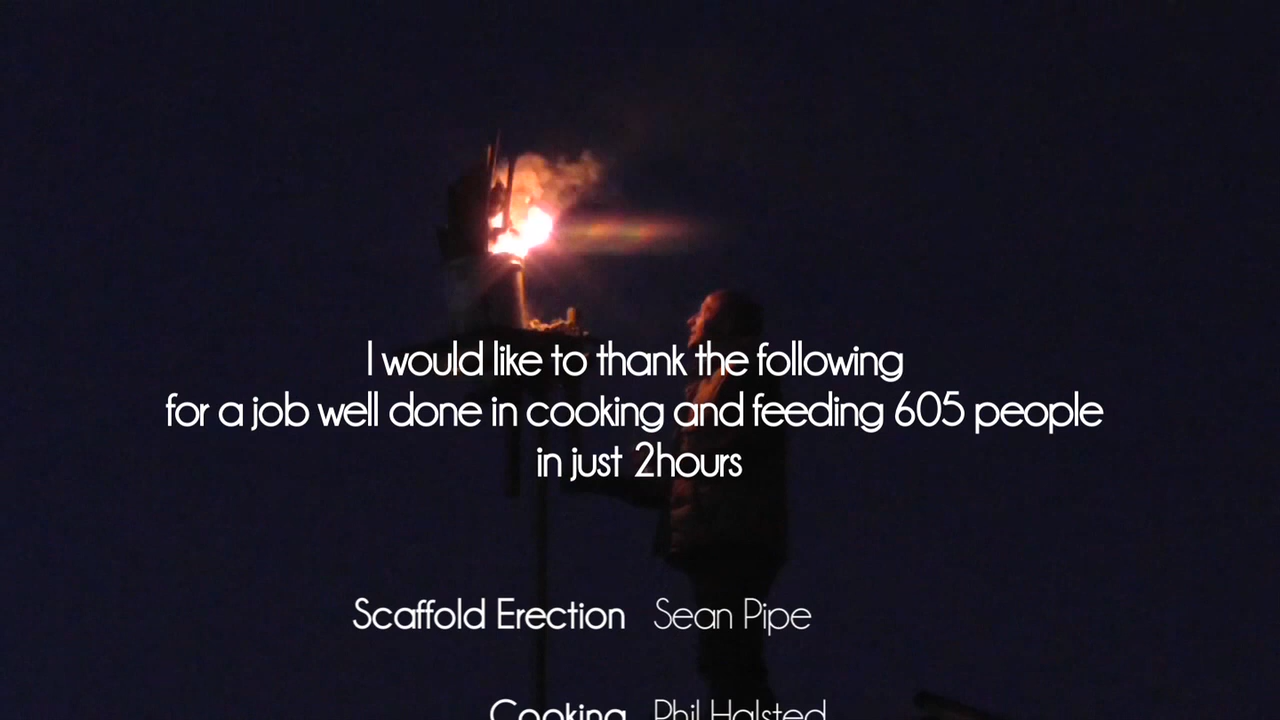 I would like to thank the following
for a job well done in cooking and feeding 605 people
in just 2hours
Scaffold Erection Sean Pipe
Cooking Phil Halsted